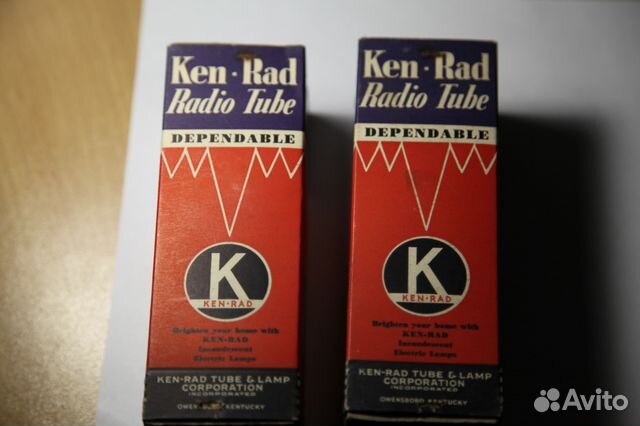 Ken·Rad
Radio Tube
DEPENDABLE
K
KEN-RAD
Brighten your home with
KEN-RAD
Incandescent
Electric Lamps
KEN-RAD TUBE & LAMP
CORPORATION
INCORPORATED
OWENSBORO KENTUCKY
Ken·Rad
Radio Tube
DEPENDABLE
K
KEN-RAD
Brighten your home with
KEN-RAD
Incandescent
Electric Lamps
KEN-RAD TUBE & LAMP
CORPORATION
INCORPORATED
OWENSBORO KENTUCKY
Avito